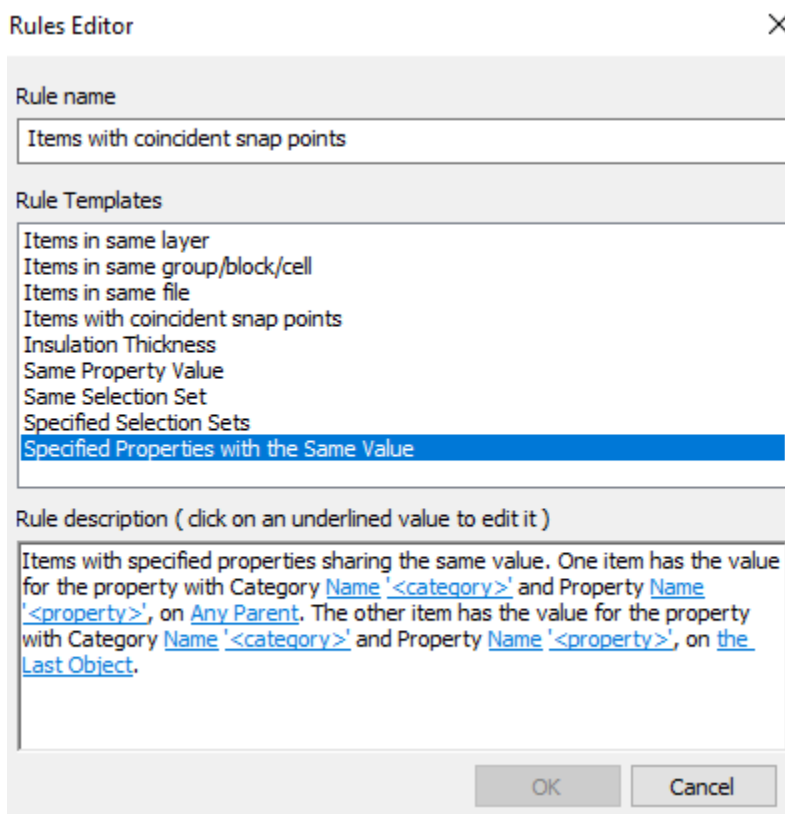 Rules Editor
Rule name
Items with coincident snap points
Rule Templates
Items in same layer
Items in same group/block/cell
Items in same file
Items with coincident snap points
Insulation Thickness
Same Property Value
Same Selection Set
Specified Selection Sets
Specified Properties with the Same Value
Rule description ( click on an underlined value to edit it )
Items with specified properties sharing the same value. One item has the value
for the property with Category Name '<category>' and Property Name
'<property>', on Any Parent. The other item has the value for the property
with Category Name '<category>' and Property Name '<property>', on the
Last Object.
OK Cancel